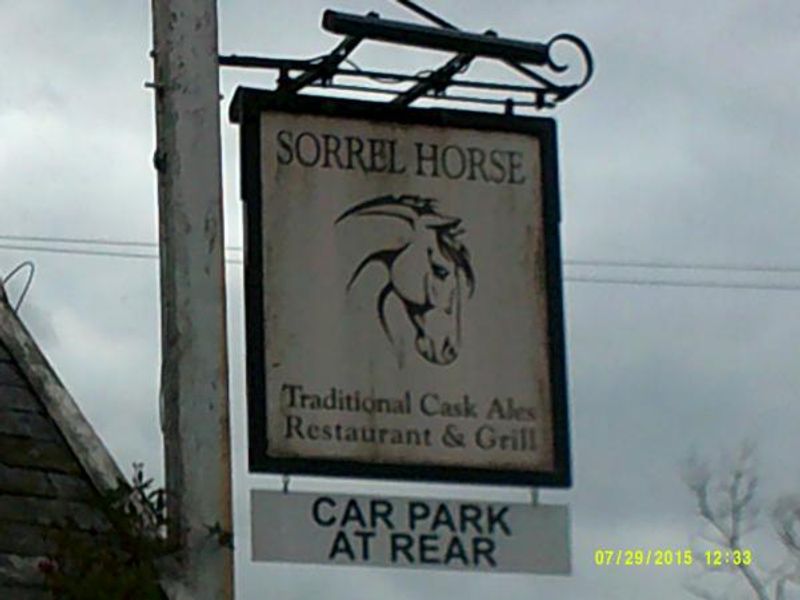 SORREL HORSE
Traditional Cask Ales
Restaurant & Grill
CAR PARK
AT REAR
07/29/2015 12:33